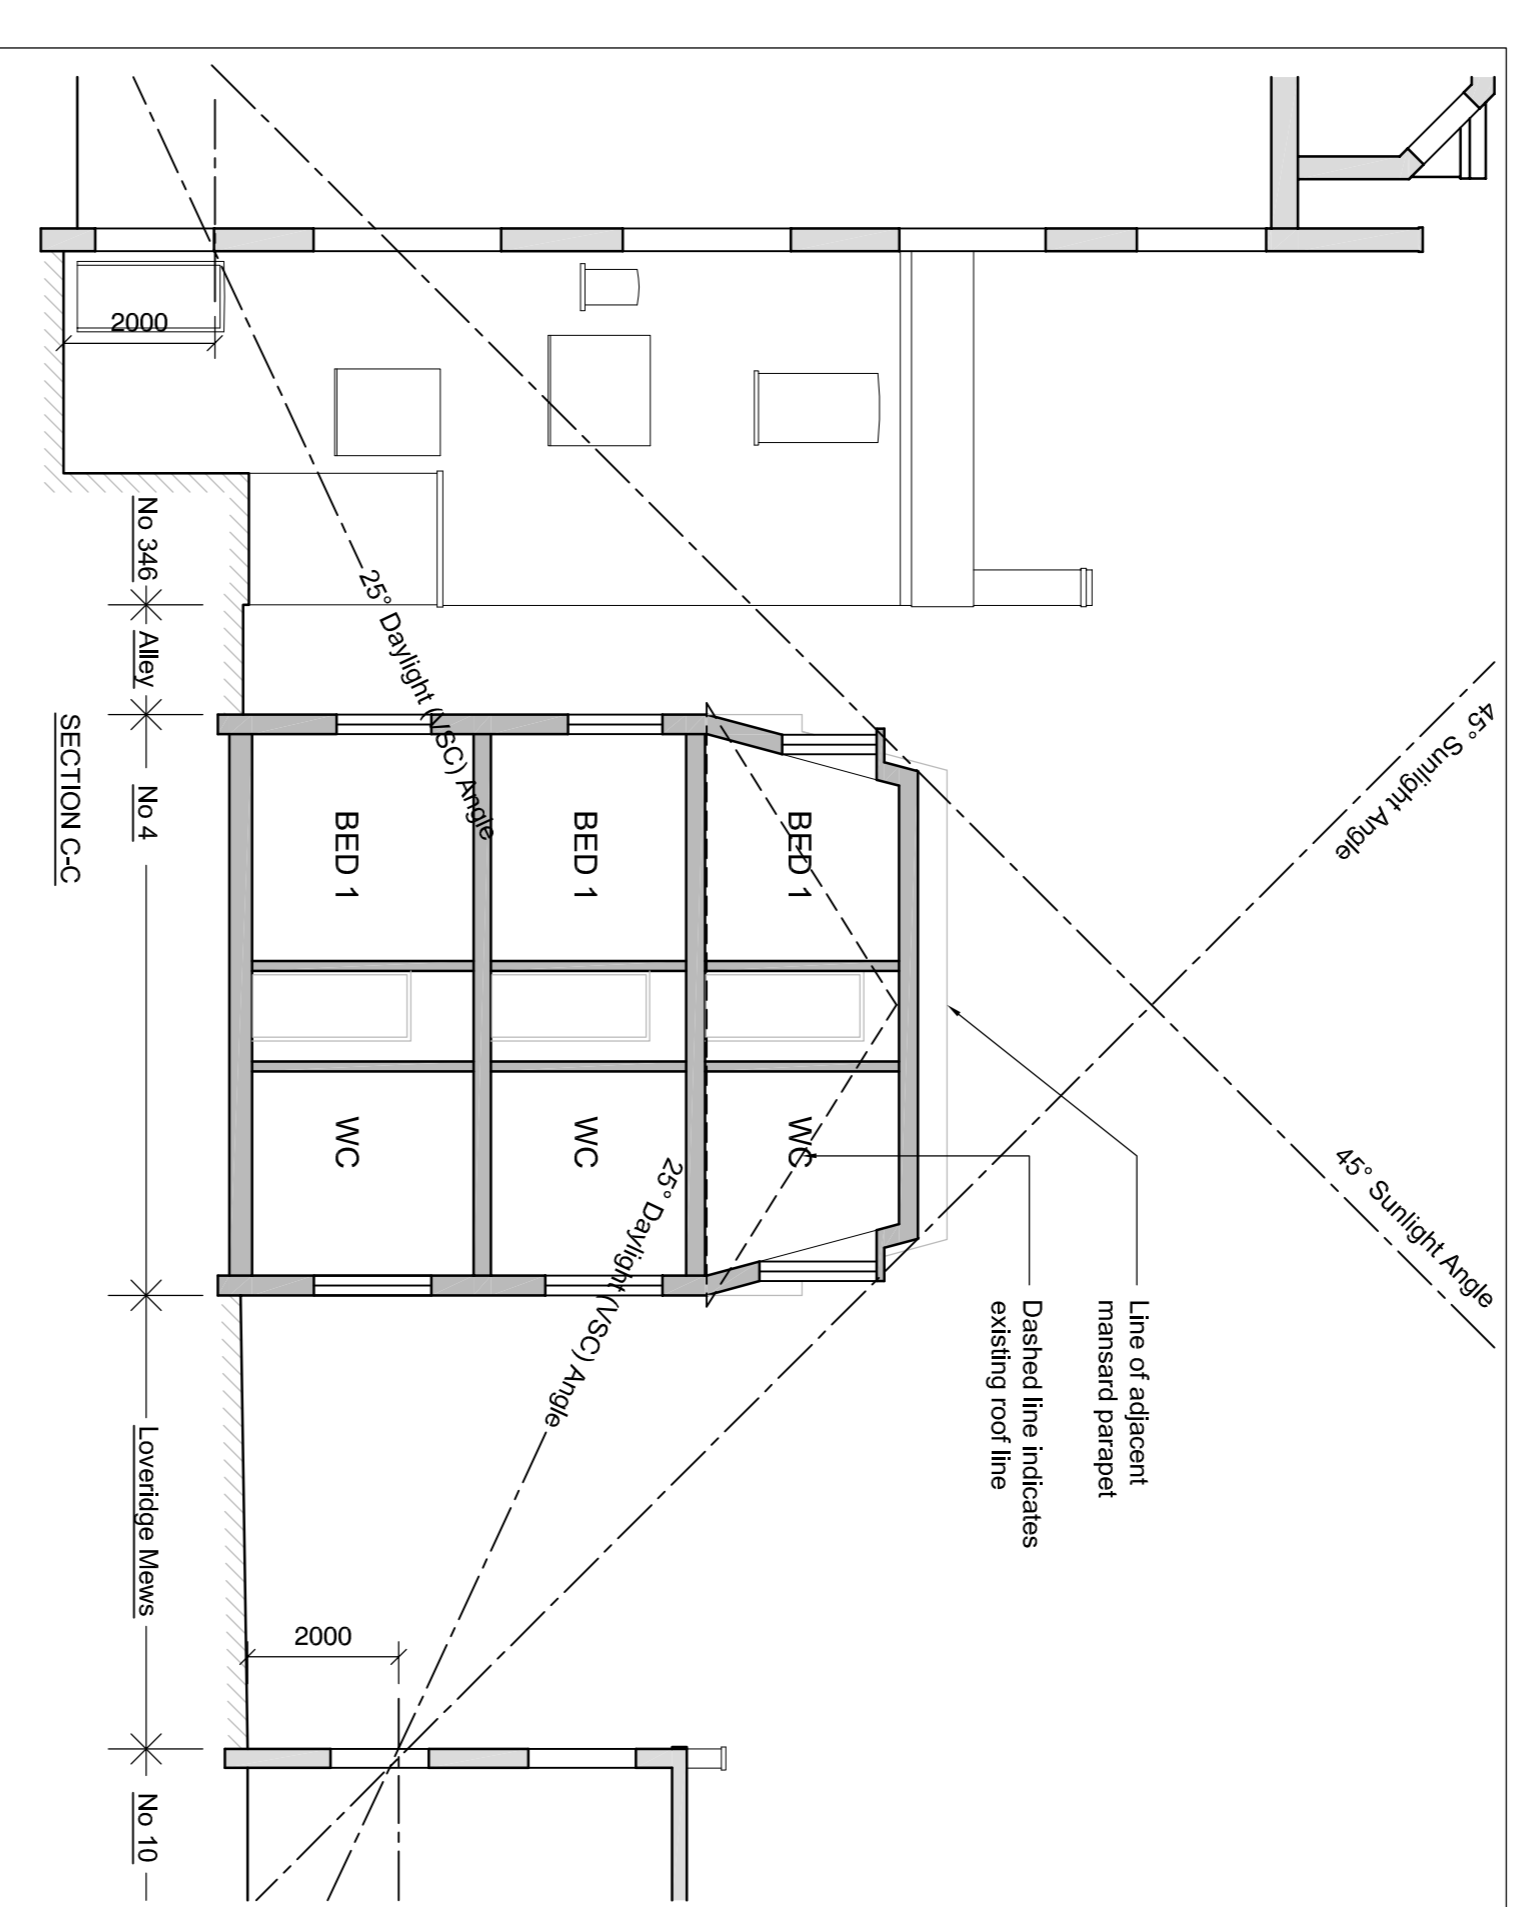 45° Sunlight Angle
45° Sunlight Angle
Line of adjacent
mansard parapet
Dashed line indicates
existing roof line
BED 1
WC
BED 1
WC
BED 1
WC
25° Daylight (VSC) Angle
25° Daylight (VSC) Angle
2000
2000
No 346
Alley
No 4
Loveridge Mews
No 10
SECTION C-C